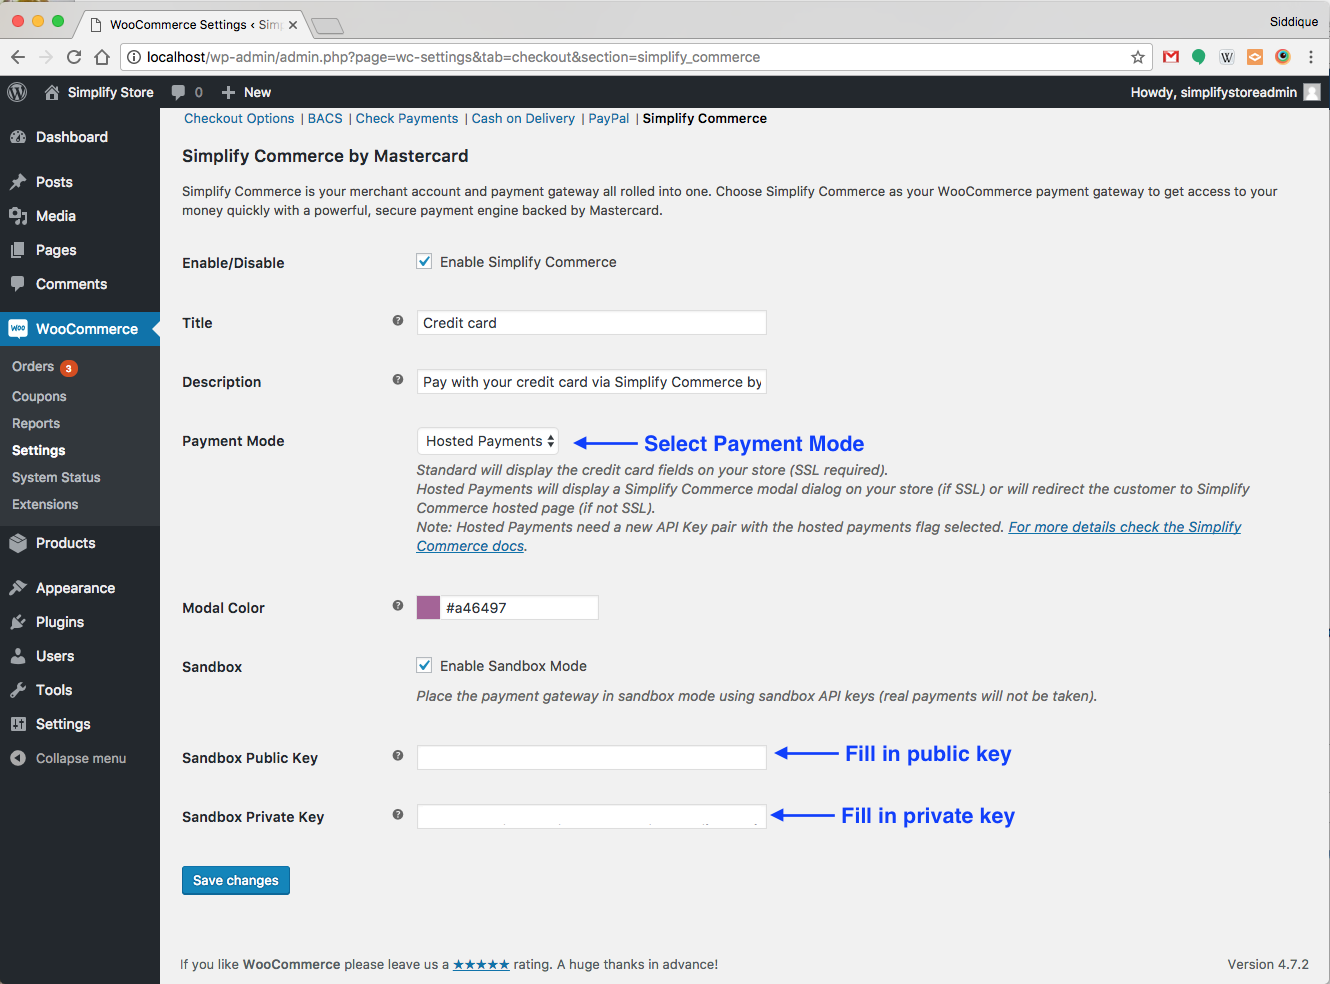 WooCommerce Settings ‹ Sim
Siddique
localhost/wp-admin/admin.php?page=wc-settings&tab=checkout&section=simplify_commerce
W
Simplify Store 0 New
Howdy, simplifystoreadmin
Dashboard
Posts
Media
Pages
Comments
woo WooCommerce
Orders 3
Coupons
Reports
Settings
System Status
Extensions
Products
Appearance
Plugins
Users
Tools
Settings
Collapse menu
Checkout Options | BACS | Check Payments | Cash on Delivery | PayPal | Simplify Commerce
Simplify Commerce by Mastercard
Simplify Commerce is your merchant account and payment gateway all rolled into one. Choose Simplify Commerce as your WooCommerce payment gateway to get access to your
money quickly with a powerful, secure payment engine backed by Mastercard.
Enable/Disable Enable Simplify Commerce
Title ? Credit card
Description ? Pay with your credit card via Simplify Commerce by
Payment Mode Hosted Payments Select Payment Mode
Standard will display the credit card fields on your store (SSL required).
Hosted Payments will display a Simplify Commerce modal dialog on your store (if SSL) or will redirect the customer to Simplify
Commerce hosted page (if not SSL).
Note: Hosted Payments need a new API Key pair with the hosted payments flag selected. For more details check the Simplify
Commerce docs.
Modal Color ? #a46497
Sandbox Enable Sandbox Mode
Place the payment gateway in sandbox mode using sandbox API keys (real payments will not be taken).
Sandbox Public Key ? Fill in public key
Sandbox Private Key ? Fill in private key
Save changes
If you like WooCommerce please leave us a ★★★★★ rating. A huge thanks in advance!
Version 4.7.2